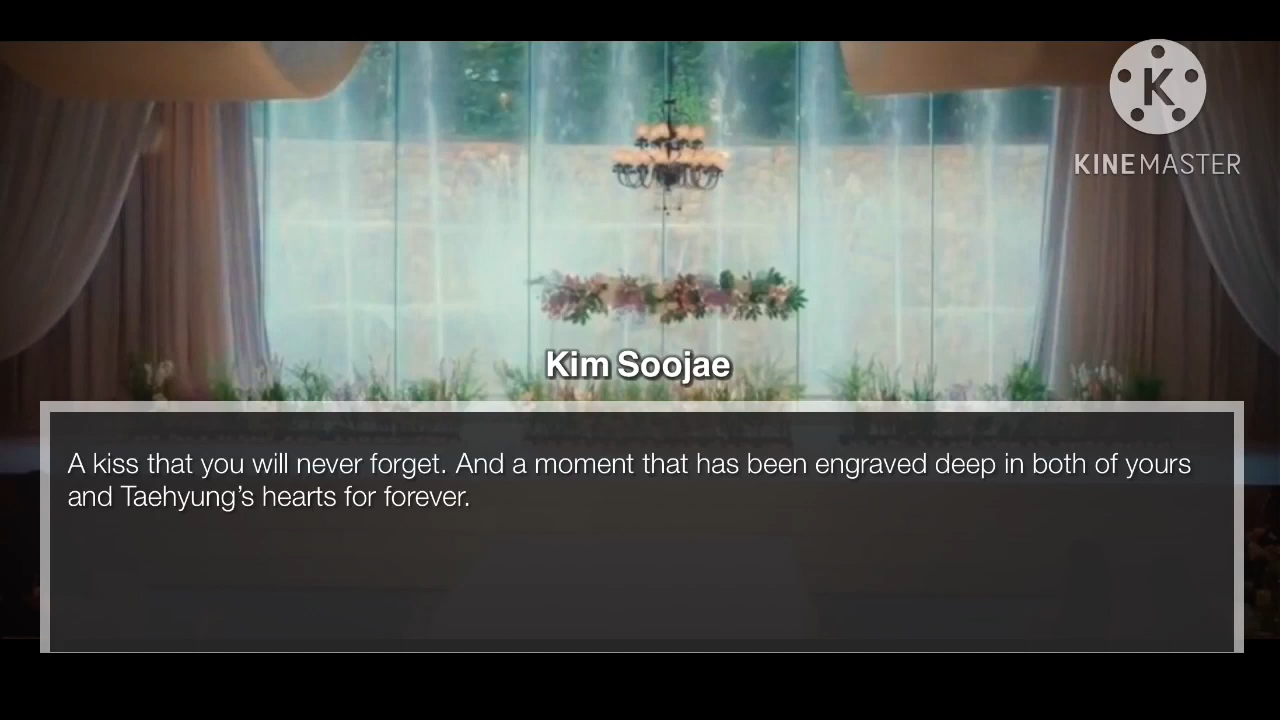 K
KINEMASTER
Kim Soojae
A kiss that you will never forget. And a moment that has been engraved deep in both of yours
and Taehyung’s hearts for forever.